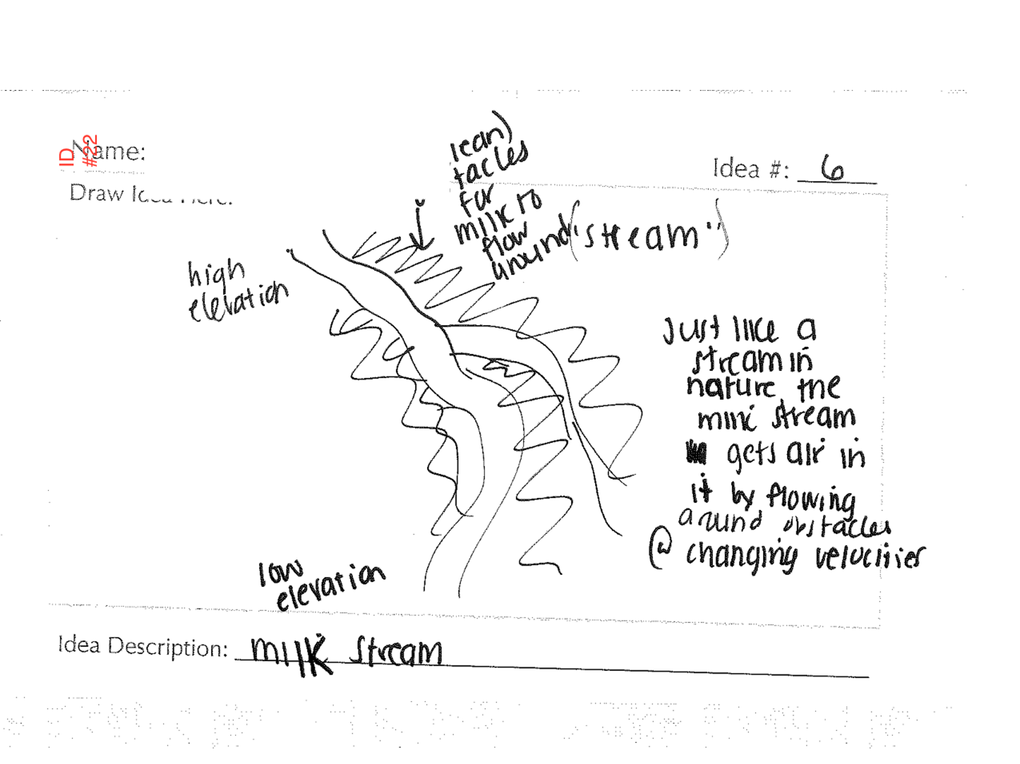 ID
#22
Name:
Idea #: 6
Draw Idea Here:
tacles
for
milk to
flow
around
("stream")
high
elevation
Just like a
stream in
nature the
milk stream
gets air in
it by flowing
around obstacles
@ changing velocities
low
elevation
Idea Description: milk stream